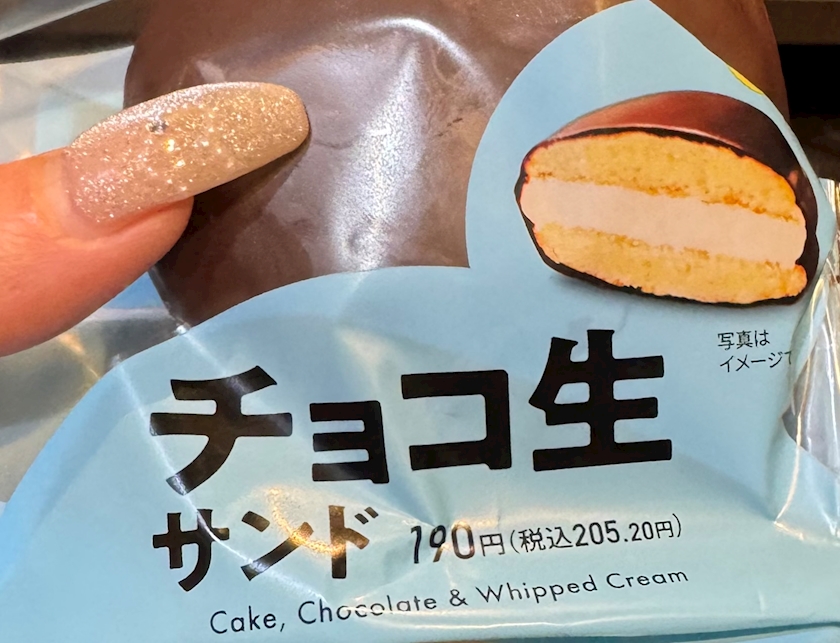 写真は
イメージ
チョコ生
サンド
190円(税込205.20円)
Cake, Chocolate & Whipped Cream